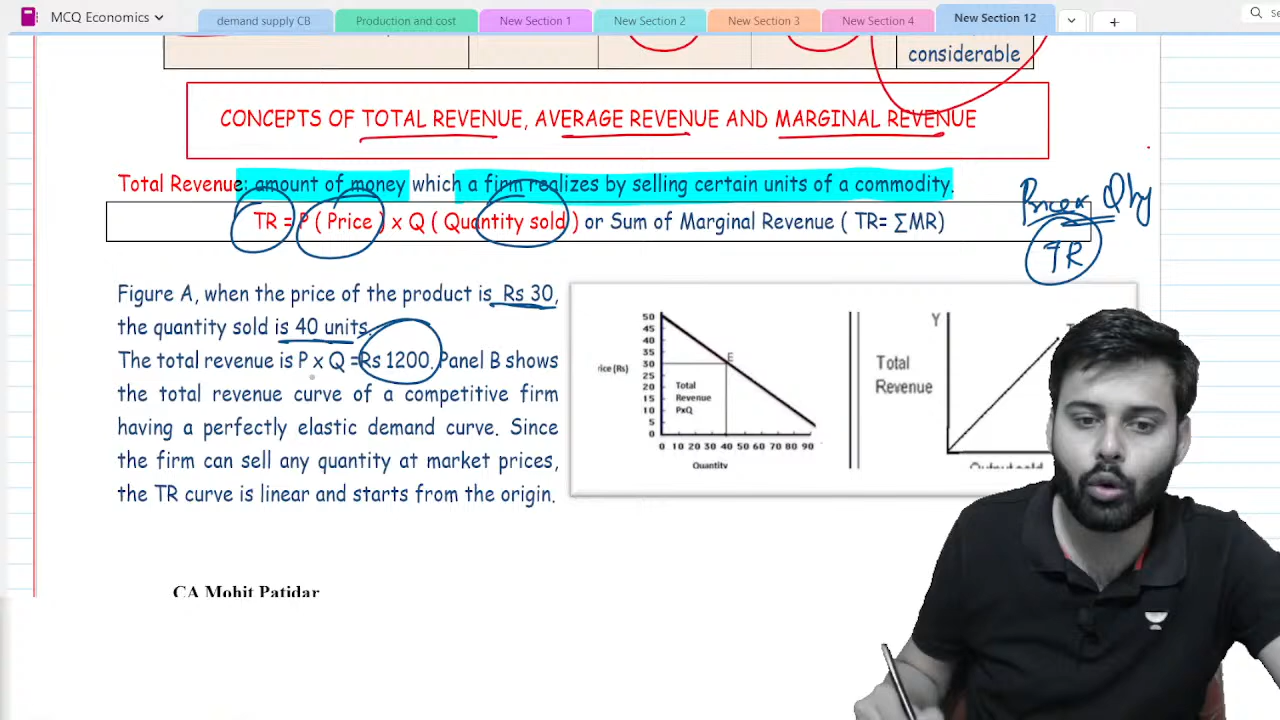 MCQ Economics
demand supply CB
Production and cost
New Section 1
New Section 2
New Section 3
New Section 4
New Section 12
considerable
CONCEPTS OF TOTAL REVENUE, AVERAGE REVENUE AND MARGINAL REVENUE
Total Revenue: amount of money which a firm realizes by selling certain units of a commodity.
TR = P ( Price ) x Q ( Quantity sold ) or Sum of Marginal Revenue ( TR= ∑MR)
Price x Qty
TR
Figure A, when the price of the product is Rs 30,
the quantity sold is 40 units.
The total revenue is P x Q =Rs 1200. Panel B shows
the total revenue curve of a competitive firm
having a perfectly elastic demand curve. Since
the firm can sell any quantity at market prices,
the TR curve is linear and starts from the origin.
50
45
40
35
30
25
20
15
10
5
0
rice (Rs)
E
Total
Revenue
PxQ
0 10 20 30 40 50 60 70 80 90
Quantity
Y
Total
Revenue
Output sold
CA Mohit Patidar